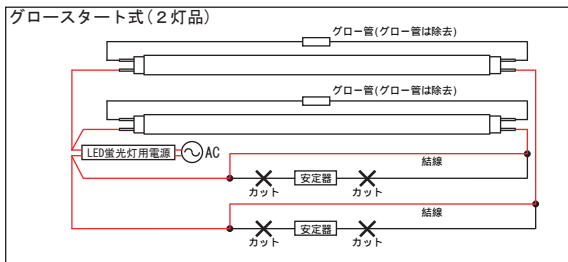 グロースタート式(2灯品)
グロー管(グロー管は除去)
グロー管(グロー管は除去)
LED蛍光灯用電源
AC
結線
安定器
カット
カット
結線
安定器
カット
カット